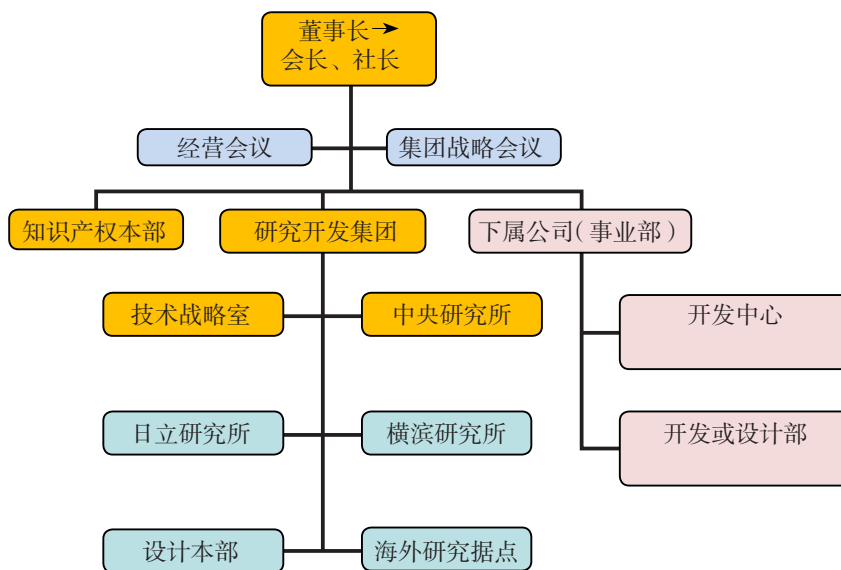 董事长
会长、社长
经营会议
集团战略会议
知识产权本部
研究开发集团
下属公司(事业部)
技术战略室
中央研究所
开发中心
日立研究所
横滨研究所
开发或设计部
设计本部
海外研究据点